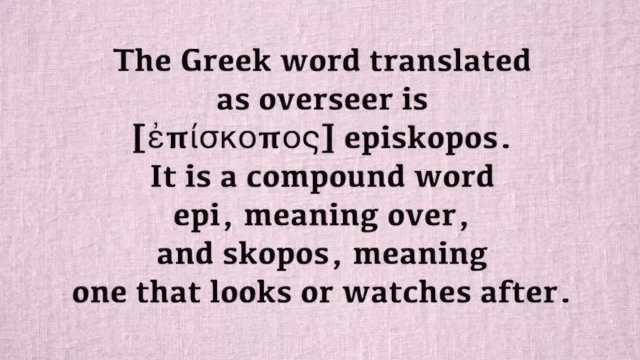 The Greek word translated
as overseer is
[ἐπίσκοπος] episkopos.
It is a compound word
epi, meaning over,
and skopos, meaning
one that looks or watches after.